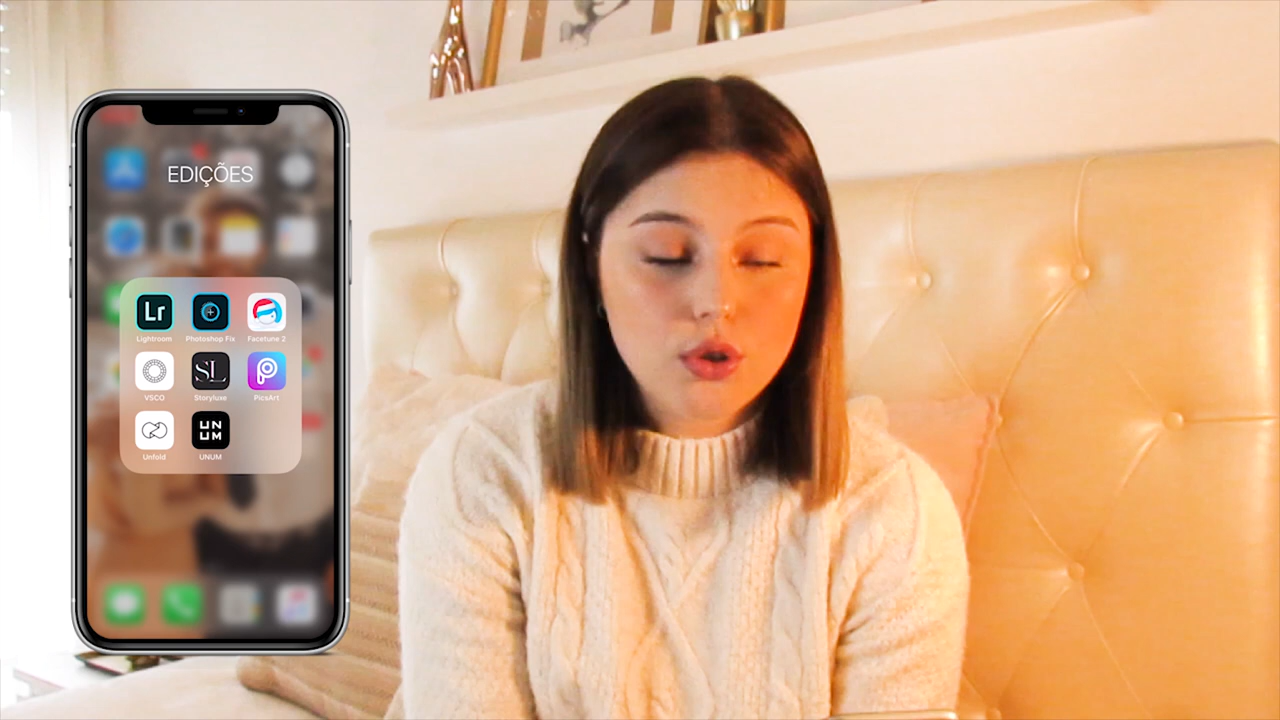 EDIÇÕES
Lr
Lightroom
Photoshop Fix
Facetune 2
SL
VSCO
Storyluxe
PicsArt
UN
UM
Unfold
UNUM